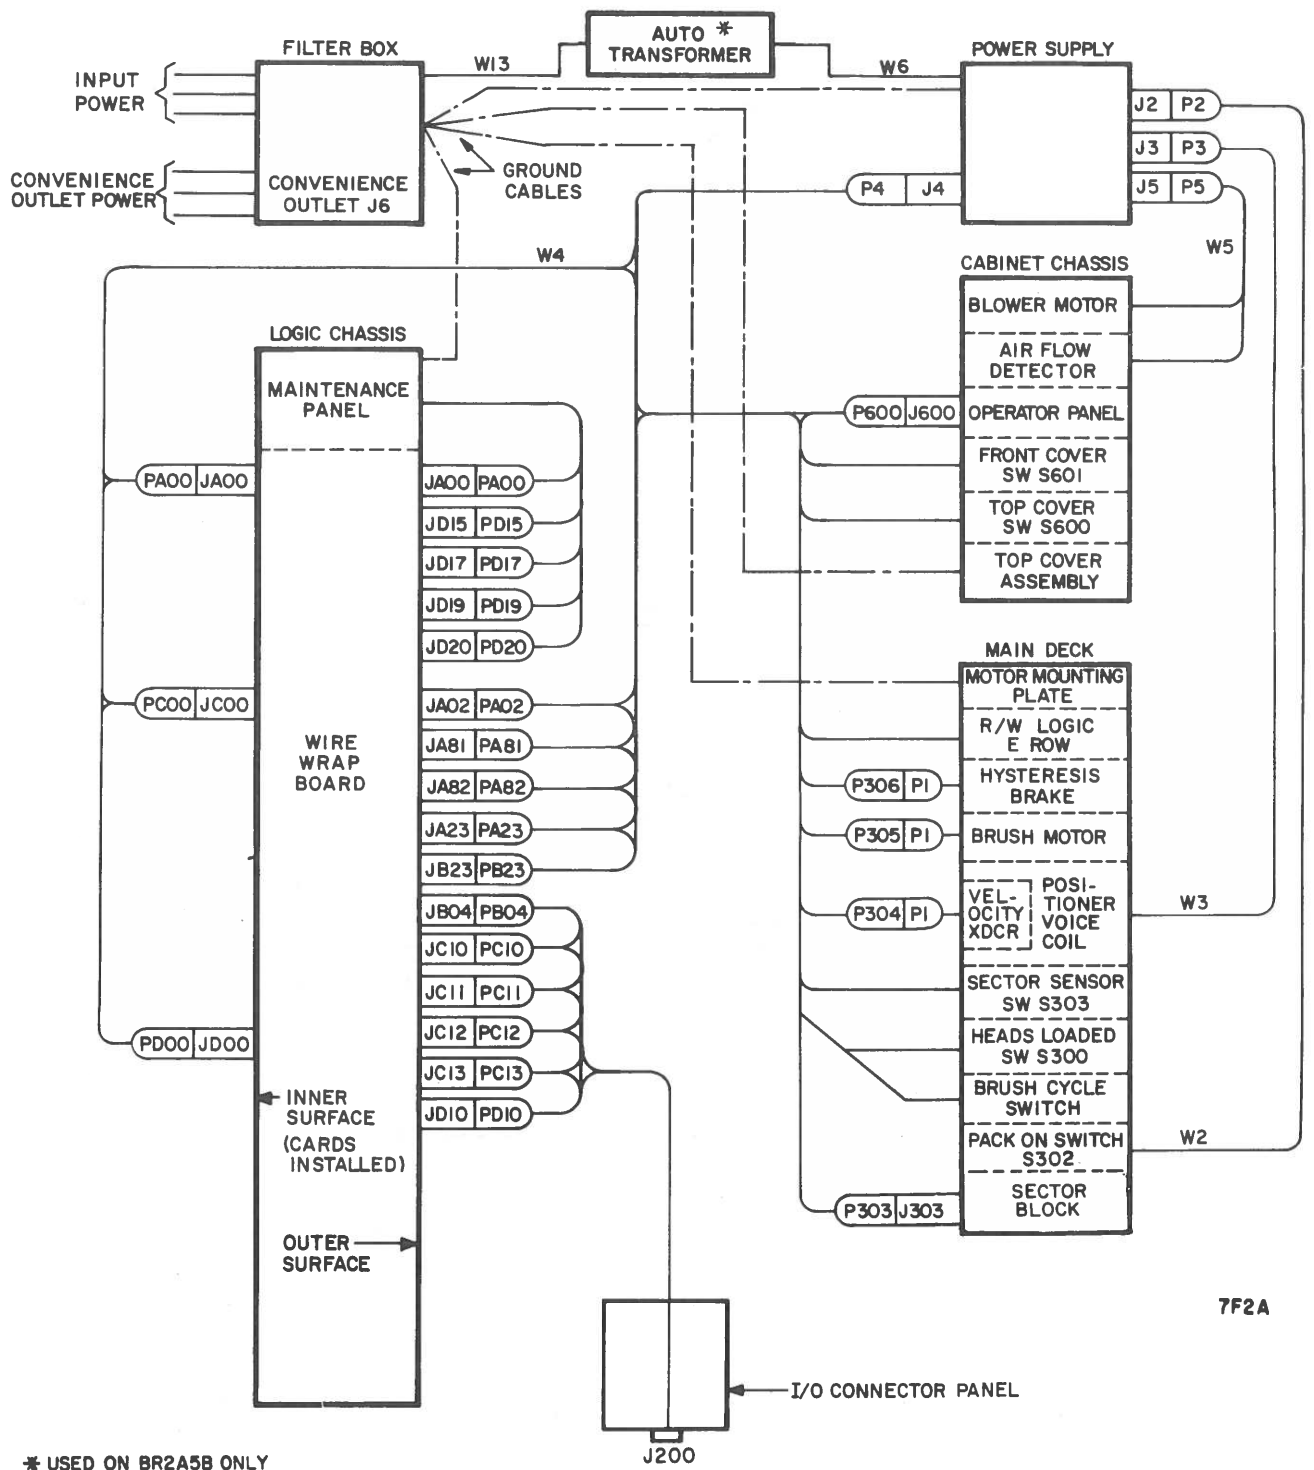 AUTO *
TRANSFORMER
FILTER BOX
W13
W6
POWER SUPPLY
INPUT
POWER
J2 P2
J3 P3
J5 P5
GROUND
CABLES
CONVENIENCE
OUTLET POWER
CONVENIENCE
OUTLET J6
P4 J4
W4
W5
CABINET CHASSIS
BLOWER MOTOR
AIR FLOW
DETECTOR
P600 J600
OPERATOR PANEL
FRONT COVER
SW S601
TOP COVER
SW S600
TOP COVER
ASSEMBLY
LOGIC CHASSIS
MAINTENANCE
PANEL
PA00 JA00
JA00 PA00
JD15 PD15
JD17 PD17
JD19 PD19
JD20 PD20
PC00 JC00
JA02 PA02
JA81 PA81
JA82 PA82
JA23 PA23
JB23 PB23
WIRE
WRAP
BOARD
JB04 PB04
JC10 PC10
JC11 PC11
JC12 PC12
JC13 PC13
JD10 PD10
PD00 JD00
INNER
SURFACE
(CARDS
INSTALLED)
OUTER
SURFACE
MAIN DECK
MOTOR MOUNTING
PLATE
R/W LOGIC
E ROW
P306 P1
HYSTERESIS
BRAKE
P305 P1
BRUSH MOTOR
P304 P1
VEL-
OCITY
XDCR
POSI-
TIONER
VOICE
COIL
W3
SECTOR SENSOR
SW S303
HEADS LOADED
SW S300
BRUSH CYCLE
SWITCH
PACK ON SWITCH
S302
W2
P303 J303
SECTOR
BLOCK
7F2A
I/O CONNECTOR PANEL
J200
* USED ON BR2A5B ONLY